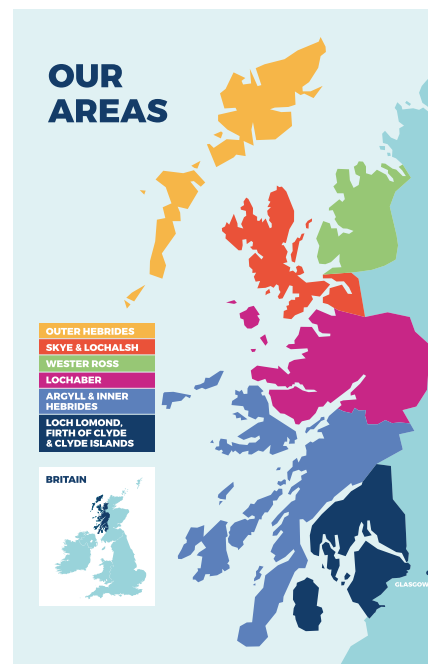 OUR
AREAS
OUTER HEBRIDES
SKYE & LOCHALSH
WESTER ROSS
LOCHABER
ARGYLL & INNER
HEBRIDES
LOCH LOMOND,
FIRTH OF CLYDE
& CLYDE ISLANDS
BRITAIN
GLASGOW